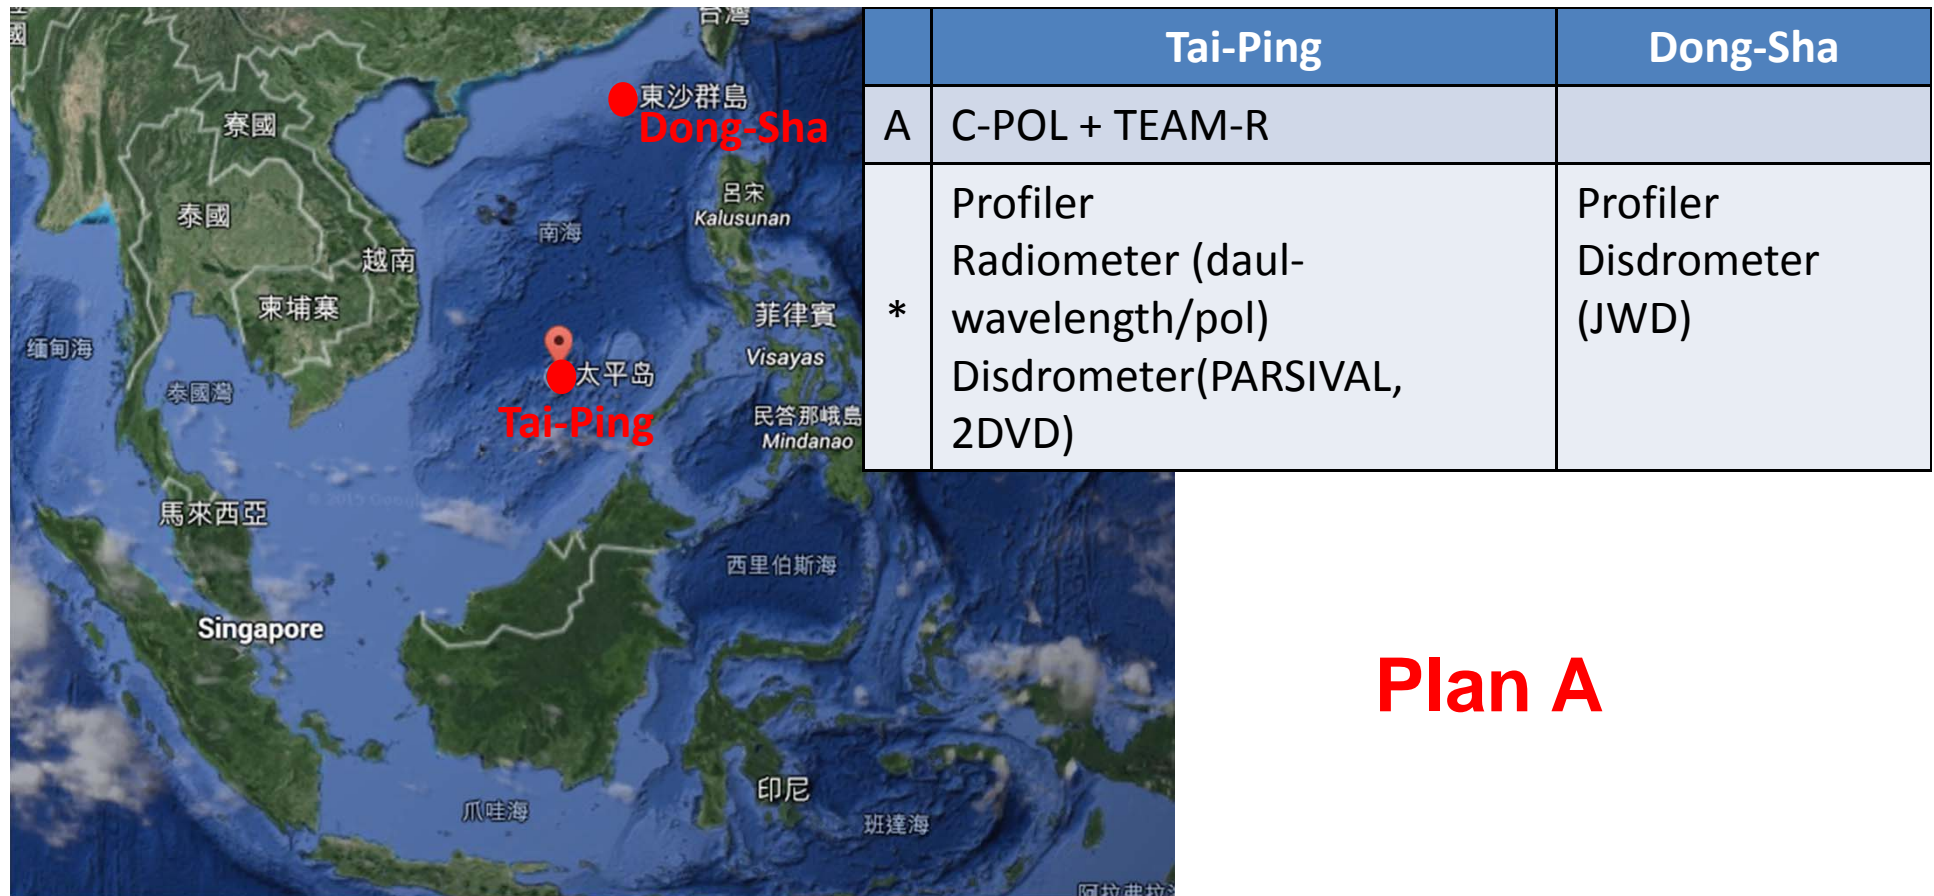 台灣
國
東沙群島
Dong-Sha
寮國
呂宋
Kalusunan
泰國
南海
越南
柬埔寨
菲律賓
缅甸海
Visayas
太平岛
泰國灣
Tai-Ping
民答那峨島
Mindanao
馬來西亞
© 2015 Google
西里伯斯海
Singapore
印尼
爪哇海
班達海
Tai-Ping Dong-Sha
A C-POL + TEAM-R
* Profiler
Radiometer (daul-
wavelength/pol)
Disdrometer(PARSIVAL,
2DVD)
Profiler
Disdrometer
(JWD)
Plan A